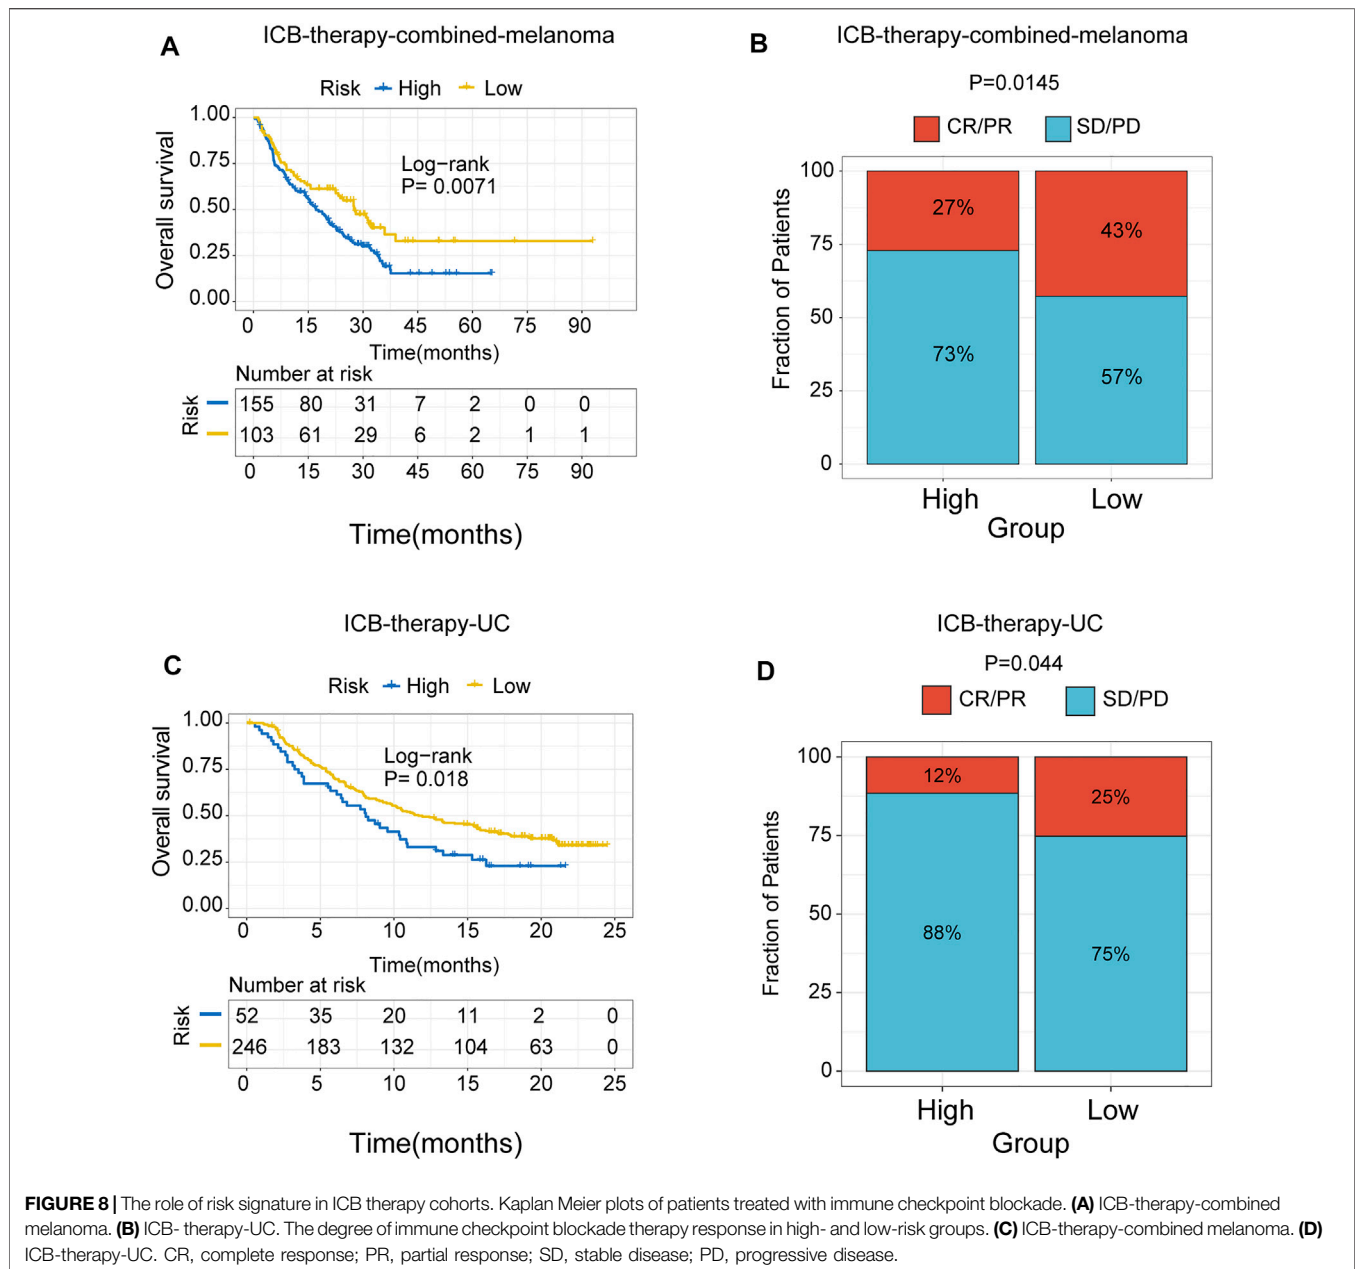 A
ICB-therapy-combined-melanoma
Risk High Low
Overall survival
1.00
0.75
0.50
0.25
0.00
Log-rank
P= 0.0071
0 15 30 45 60 75 90
Time(months)
Number at risk
Risk
155 80 31 7 2 0 0
103 61 29 6 2 1 1
0 15 30 45 60 75 90
Time(months)
B
ICB-therapy-combined-melanoma
P=0.0145
CR/PR SD/PD
Fraction of Patients
100
75
50
25
0
27%
73%
43%
57%
High Low
Group
ICB-therapy-UC
C
Risk High Low
Overall survival
1.00
0.75
0.50
0.25
0.00
Log-rank
P= 0.018
0 5 10 15 20 25
Time(months)
Number at risk
Risk
52 35 20 11 2 0
246 183 132 104 63 0
0 5 10 15 20 25
Time(months)
ICB-therapy-UC
D
P=0.044
CR/PR SD/PD
Fraction of Patients
100
75
50
25
0
12%
88%
25%
75%
High Low
Group
FIGURE 8 | The role of risk signature in ICB therapy cohorts. Kaplan Meier plots of patients treated with immune checkpoint blockade. (A) ICB-therapy-combined
melanoma. (B) ICB- therapy-UC. The degree of immune checkpoint blockade therapy response in high- and low-risk groups. (C) ICB-therapy-combined melanoma. (D)
ICB-therapy-UC. CR, complete response; PR, partial response; SD, stable disease; PD, progressive disease.